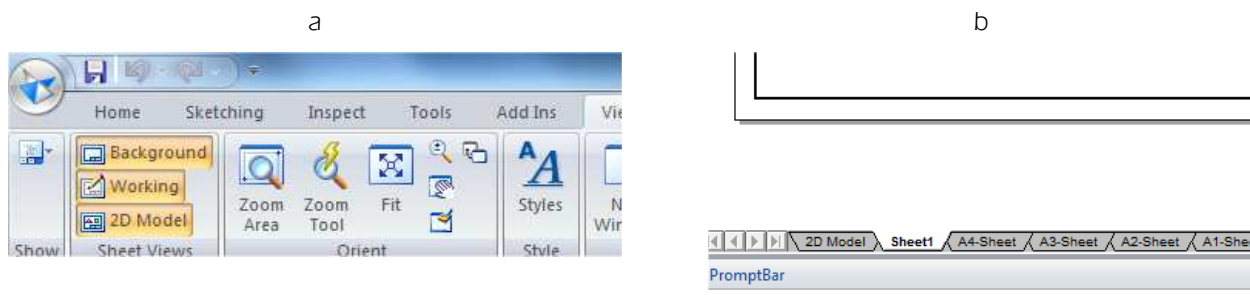 a
b
Home Sketching Inspect Tools Add Ins
Background
Working
2D Model
Zoom Area
Zoom Tool
Fit
Styles
Show Sheet Views Orient Style
2D Model Sheet1 A4-Sheet A3-Sheet A2-Sheet
PromptBar